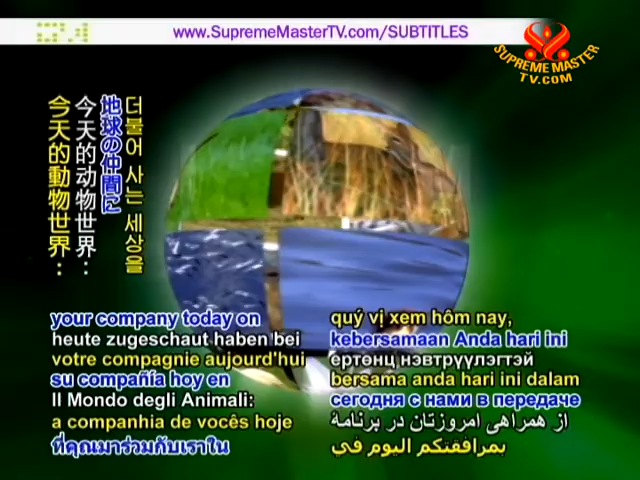 www.SupremeMasterTV.com/SUBTITLES
SUPREME MASTER
TV.COM
今天的動物世界：
今天的动物世界：
地球の仲間に
더불어 사는 세상을
your company today on
heute zugeschaut haben bei
votre compagnie aujourd'hui
su compañía hoy en
Il Mondo degli Animali:
a companhia de vocês hoje
ที่คุณมาร่วมกับเราใน
quý vị xem hôm nay,
kebersamaan Anda hari ini
ертөнц нэвтрүүлэгтэй
bersama anda hari ini dalam
сегодня с нами в передаче
از همراهی امروزتان در برنامهٔ
بمرافقتكم اليوم في